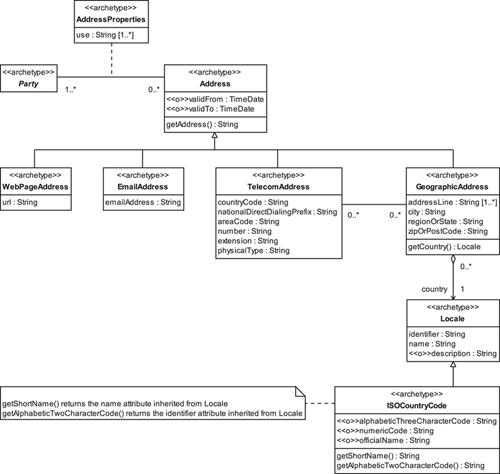 <<archetype>>
AddressProperties
use : String [1..*]
<<archetype>>
Party
1..*
0..*
<<archetype>>
Address
<<o>>validFrom : TimeDate
<<o>>validTo : TimeDate
getAddress() : String
<<archetype>>
WebPageAddress
url : String
<<archetype>>
EmailAddress
emailAddress : String
<<archetype>>
TelecomAddress
countryCode : String
nationalDirectDialingPrefix : String
areaCode : String
number : String
extension : String
physicalType : String
0..*
0..*
<<archetype>>
GeographicAddress
addressLine : String [1..*]
city : String
regionOrState : String
zipOrPostCode : String
getCountry() : Locale
0..*
country
1
<<archetype>>
Locale
identifier : String
name : String
<<o>>description : String
getShortName() returns the name attribute inherited from Locale
getAlphabeticTwoCharacterCode() returns the identifier attribute inherited from Locale
<<archetype>>
ISOCountryCode
<<o>>alphabeticThreeCharacterCode : String
<<o>>numericCode : String
<<o>>officialName : String
getShortName() : String
getAlphabeticTwoCharacterCode() : String